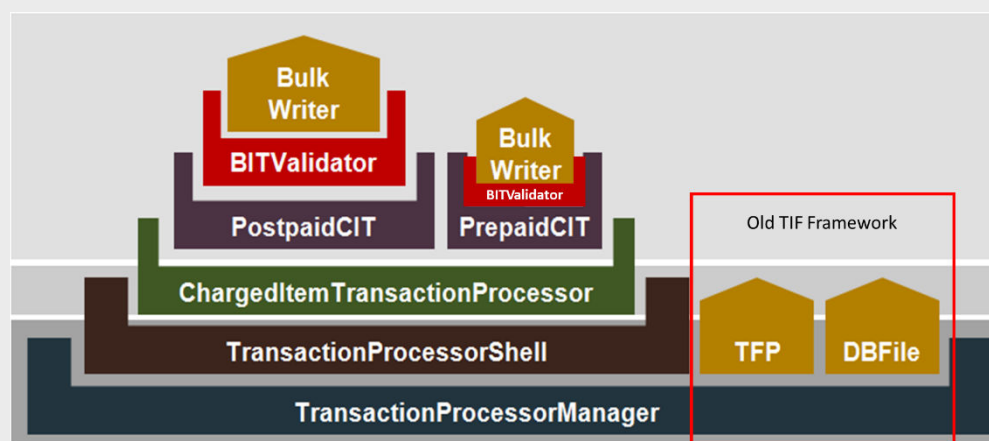 Bulk
Writer
BITValidator
Bulk
Writer
BITValidator
PostpaidCIT
PrepaidCIT
Old TIF Framework
ChargedItemTransactionProcessor
TransactionProcessorShell
TFP
DBFile
TransactionProcessorManager